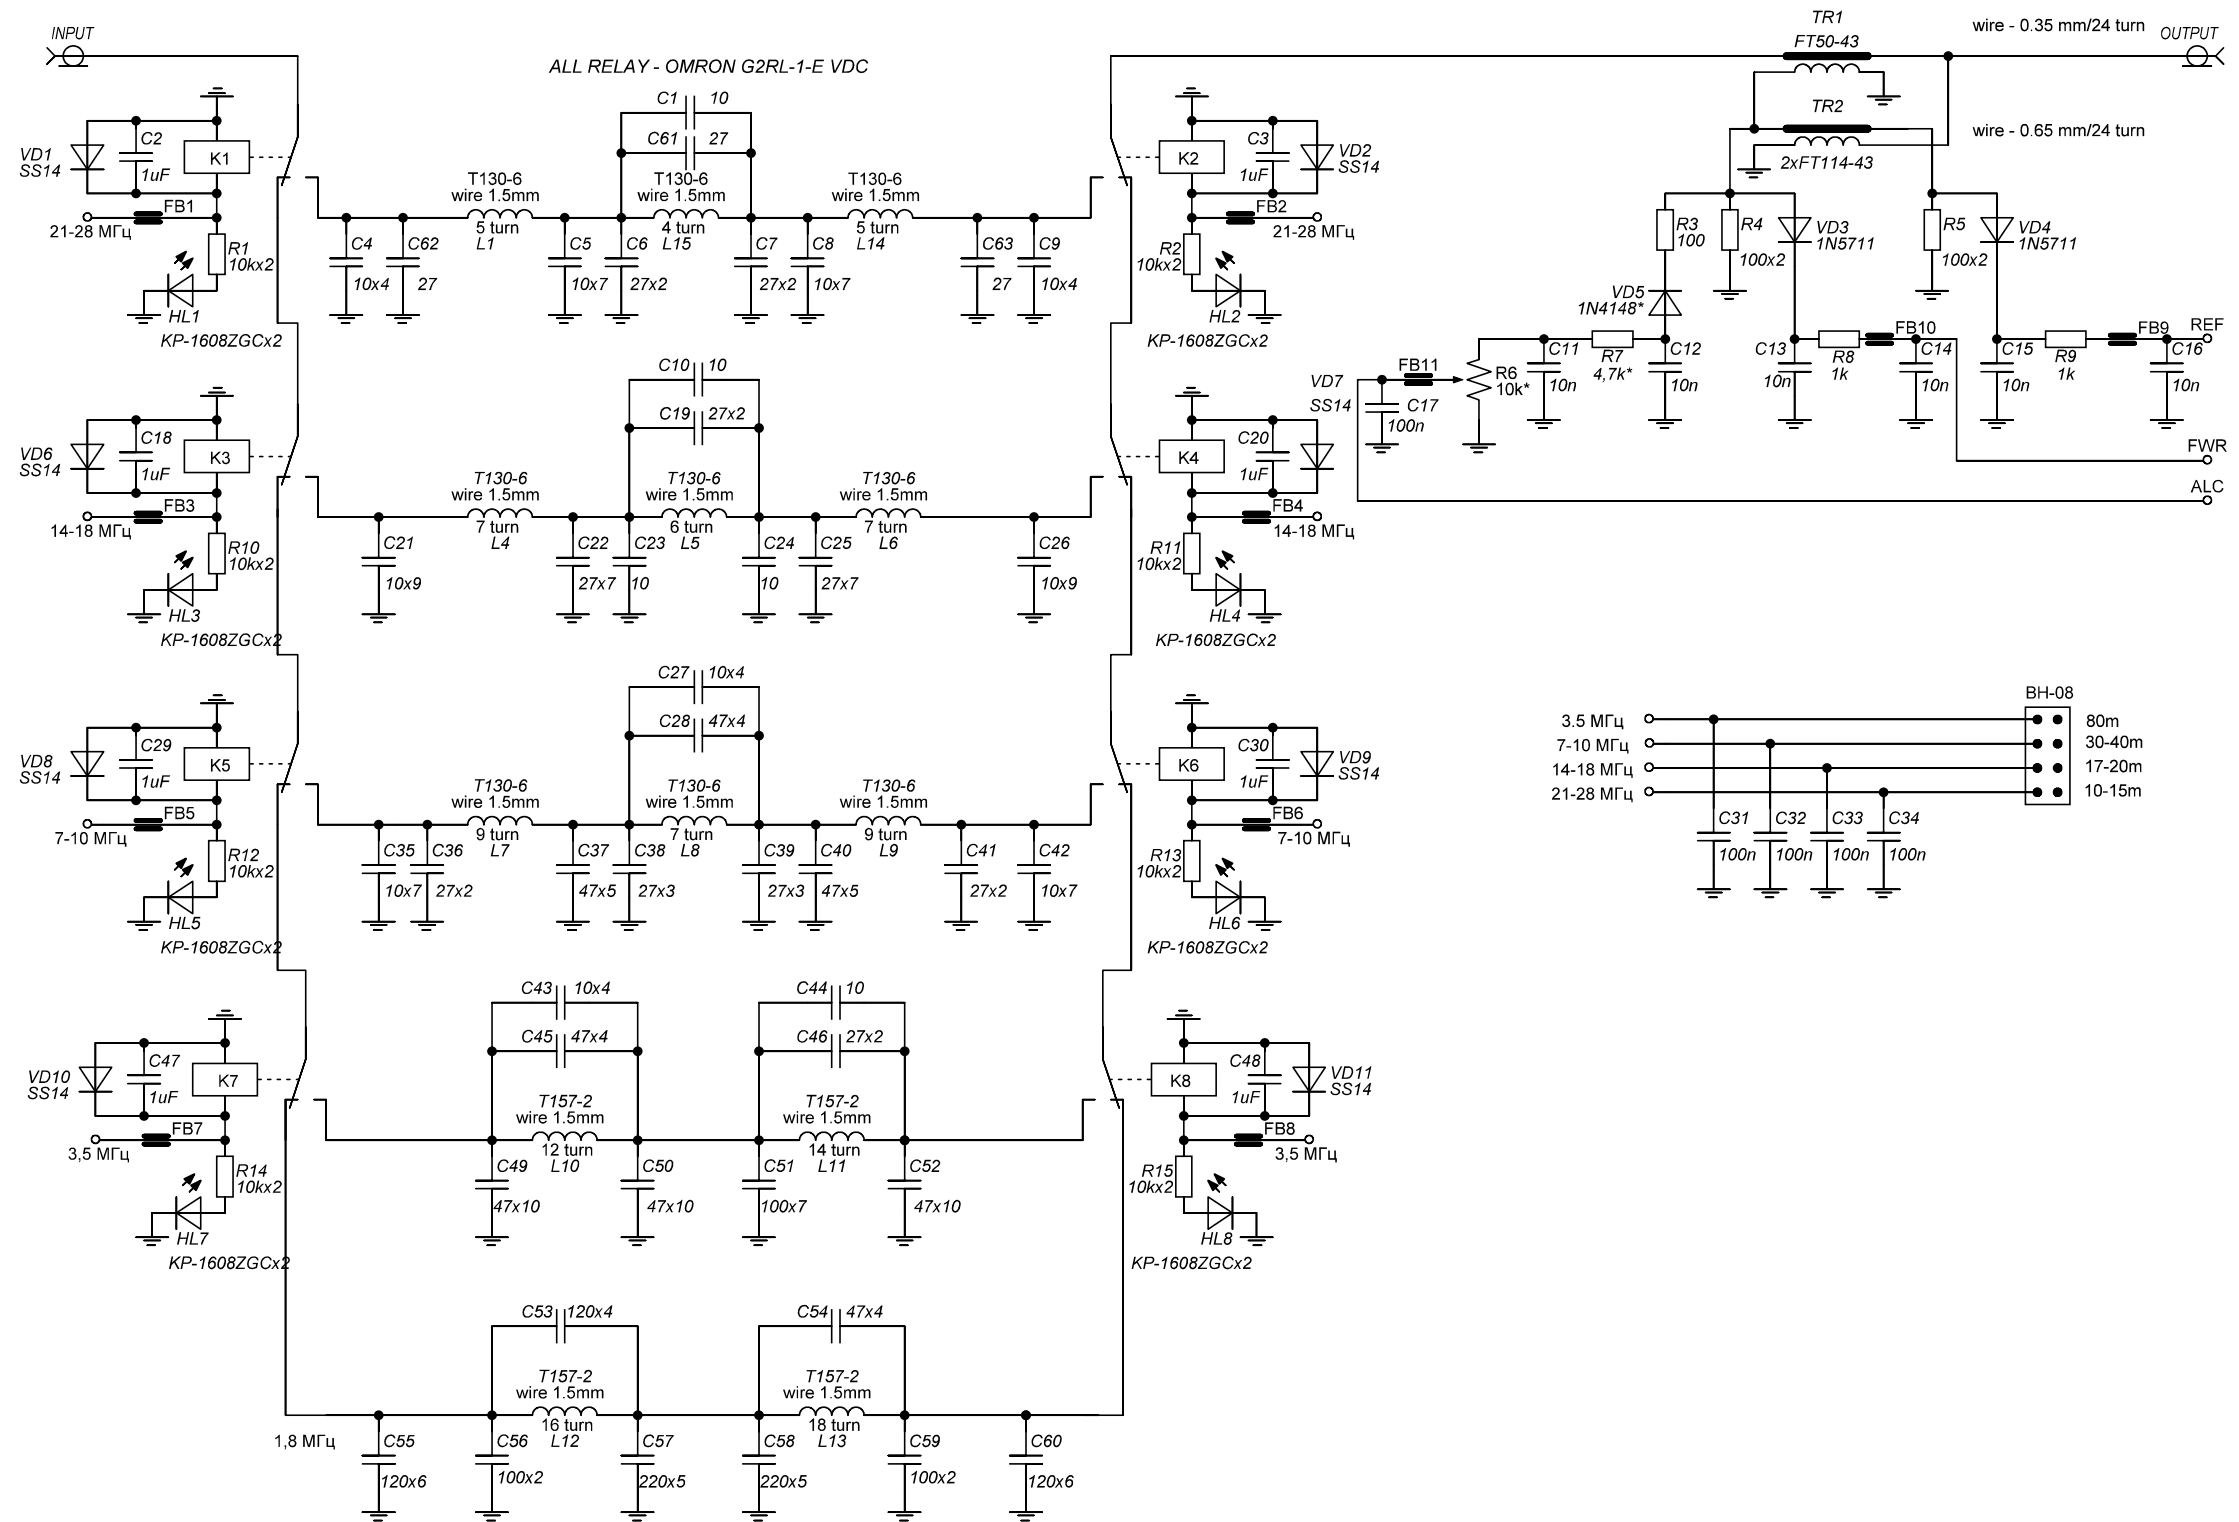 INPUT
ALL RELAY - OMRON G2RL-1-E VDC
TR1
FT50-43
wire - 0.35 mm/24 turn
OUTPUT
TR2
2xFT114-43
wire - 0.65 mm/24 turn
VD1
SS14
C2
1uF
K1
FB1
21-28 МГц
R1
10kx2
HL1
KP-1608ZGCx2
C1
10
C61
27
T130-6
wire 1.5mm
5 turn
L1
T130-6
wire 1.5mm
4 turn
L15
T130-6
wire 1.5mm
5 turn
L14
C4
10x4
C62
27
C5
10x7
C6
27x2
C7
27x2
C8
10x7
C63
27
C9
10x4
K2
C3
1uF
VD2
SS14
FB2
21-28 МГц
R2
10kx2
HL2
KP-1608ZGCx2
R3
100
R4
100x2
VD3
1N5711
R5
100x2
VD4
1N5711
VD5
1N4148*
FB11
R6
10k*
C11
10n
R7
4,7k*
C12
10n
C13
10n
R8
1k
FB10
C14
10n
C15
10n
R9
1k
FB9
C16
10n
REF
C17
100n
FWR
ALC
VD6
SS14
C18
1uF
K3
FB3
14-18 МГц
R10
10kx2
HL3
KP-1608ZGCx2
C10
10
C19
27x2
T130-6
wire 1.5mm
7 turn
L4
T130-6
wire 1.5mm
6 turn
L5
T130-6
wire 1.5mm
7 turn
L6
C21
10x9
C22
27x7
C23
10
C24
10
C25
27x7
C26
10x9
K4
C20
1uF
VD7
SS14
FB4
14-18 МГц
R11
10kx2
HL4
KP-1608ZGCx2
VD8
SS14
C29
1uF
K5
FB5
7-10 МГц
R12
10kx2
HL5
KP-1608ZGCx2
C27
10x4
C28
47x4
T130-6
wire 1.5mm
9 turn
L7
T130-6
wire 1.5mm
7 turn
L8
T130-6
wire 1.5mm
9 turn
L9
C35
10x7
C36
27x2
C37
47x5
C38
27x3
C39
27x3
C40
47x5
C41
27x2
C42
10x7
K6
C30
1uF
VD9
SS14
FB6
7-10 МГц
R13
10kx2
HL6
KP-1608ZGCx2
BH-08
3.5 МГц
80m
7-10 МГц
30-40m
14-18 МГц
17-20m
21-28 МГц
10-15m
C31
100n
C32
100n
C33
100n
C34
100n
VD10
SS14
C47
1uF
K7
FB7
3,5 МГц
R14
10kx2
HL7
KP-1608ZGCx2
C43
10x4
C45
47x4
C44
10
C46
27x2
T157-2
wire 1.5mm
12 turn
L10
T157-2
wire 1.5mm
14 turn
L11
C49
47x10
C50
47x10
C51
100x7
C52
47x10
K8
C48
1uF
VD11
SS14
FB8
3,5 МГц
R15
10kx2
HL8
KP-1608ZGCx2
C53
120x4
C54
47x4
T157-2
wire 1.5mm
16 turn
L12
T157-2
wire 1.5mm
18 turn
L13
1,8 МГц
C55
120x6
C56
100x2
C57
220x5
C58
220x5
C59
100x2
C60
120x6